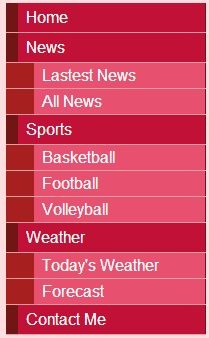 Home
News
Lastest News
All News
Sports
Basketball
Football
Volleyball
Weather
Today's Weather
Forecast
Contact Me